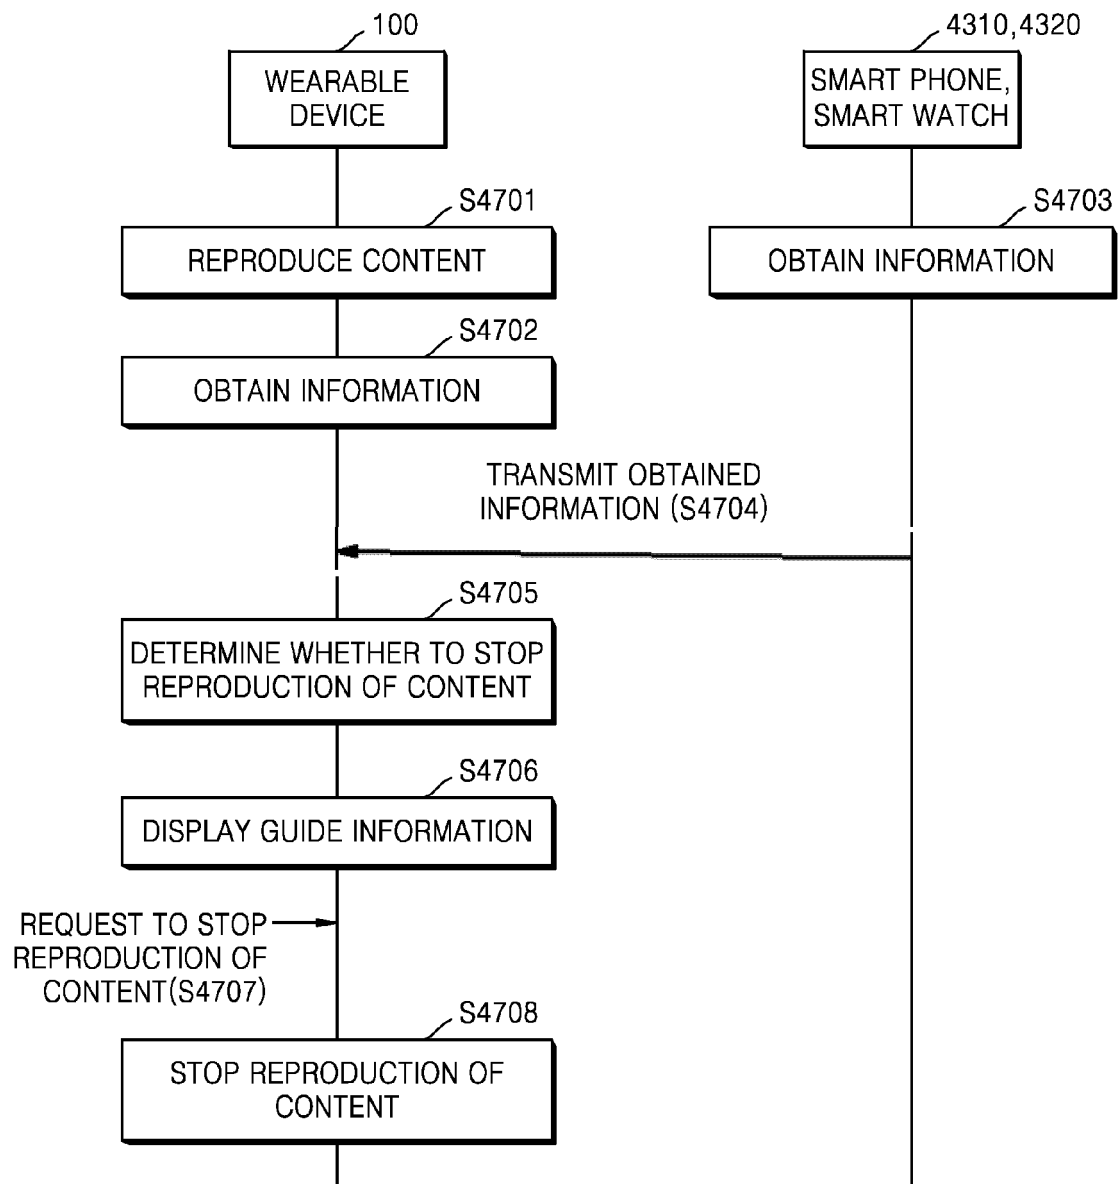 100
WEARABLE
DEVICE
4310,4320
SMART PHONE,
SMART WATCH
S4701
REPRODUCE CONTENT
S4703
OBTAIN INFORMATION
S4702
OBTAIN INFORMATION
TRANSMIT OBTAINED
INFORMATION (S4704)
S4705
DETERMINE WHETHER TO STOP
REPRODUCTION OF CONTENT
S4706
DISPLAY GUIDE INFORMATION
REQUEST TO STOP
REPRODUCTION OF
CONTENT(S4707)
S4708
STOP REPRODUCTION OF
CONTENT